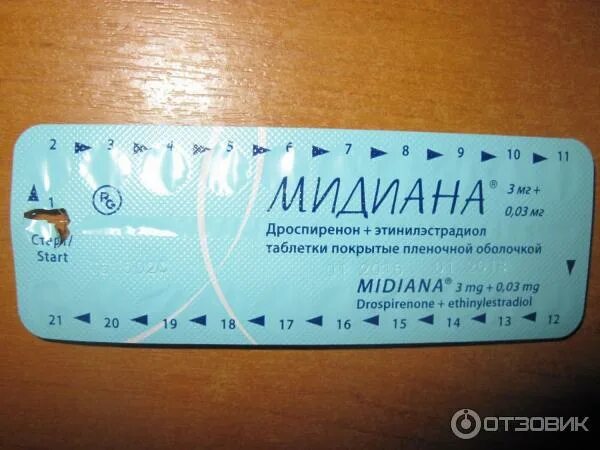 2 3 4 5 6 7 8 9 10 11
1
Старт/
Start
RG
МИДИАНА® 3 мг +
0,03 мг
Дроспиренон + этинилэстрадиол
таблетки покрытые пленочной оболочкой
MIDIANA® 3 mg + 0,03 mg
Drospirenone + ethinylestradiol
21 20 19 18 17 16 15 14 13 12
ОТЗОВИК